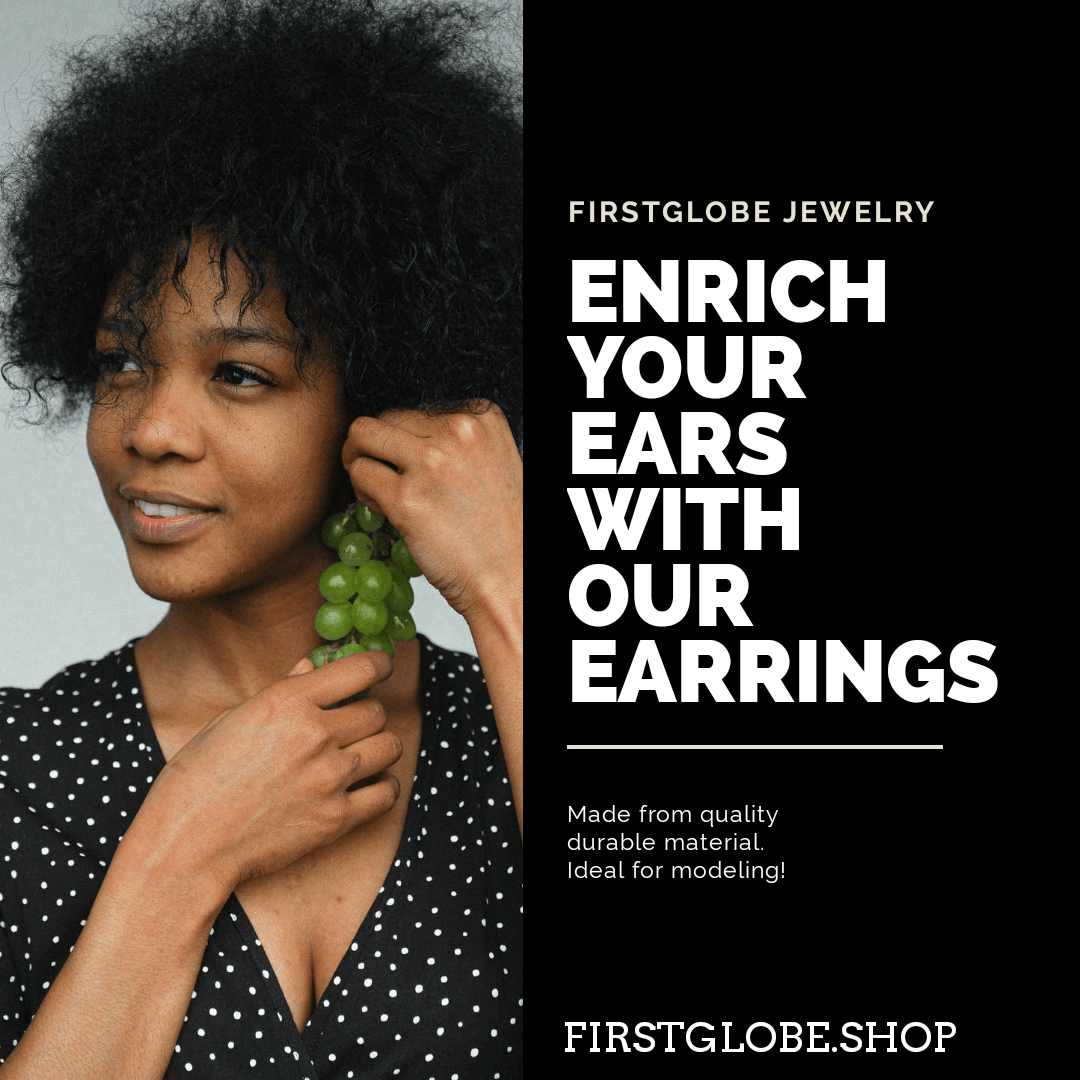 FIRSTGLOBE JEWELRY
ENRICH
YOUR
EARS
WITH
OUR
EARRINGS
Made from quality
durable material.
Ideal for modeling!
FIRSTGLOBE.SHOP